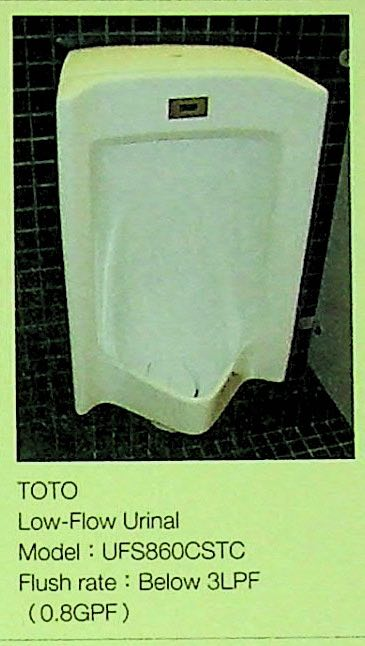 TOTO
Low-Flow Urinal
Model：UFS860CSTC
Flush rate：Below 3LPF
（0.8GPF）